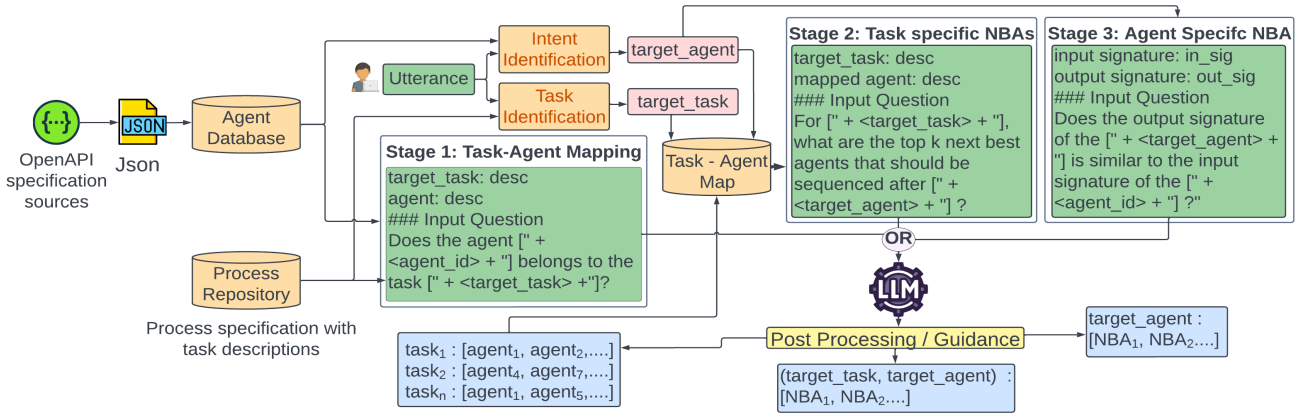 OpenAPI
specification
sources
JSON
Json
Agent
Database
Process
Repository
Process specification with
task descriptions
Utterance
Intent
Identification
Task
Identification
target_agent
target_task
Task - Agent
Map
Stage 1: Task-Agent Mapping
target_task: desc
agent: desc
### Input Question
Does the agent [" +
<agent_id> + "] belongs to the
task [" + <target_task> +"]?
Stage 2: Task specific NBAs
target_task: desc
mapped agent: desc
### Input Question
For [" + <target_task> + "],
what are the top k next best
agents that should be
sequenced after [" +
<target_agent> + "] ?
Stage 3: Agent Specifc NBA
input signature: in_sig
output signature: out_sig
### Input Question
Does the output signature
of the [" + <target_agent> +
"] is similar to the input
signature of the [" +
<agent_id> + "] ?"
OR
LLM
Post Processing / Guidance
task₁ : [agent₁, agent₂,....]
task₂ : [agent₄, agent₇,....]
taskₙ : [agent₁, agent₅,....]
(target_task, target_agent) :
[NBA₁, NBA₂....]
target_agent :
[NBA₁, NBA₂....]